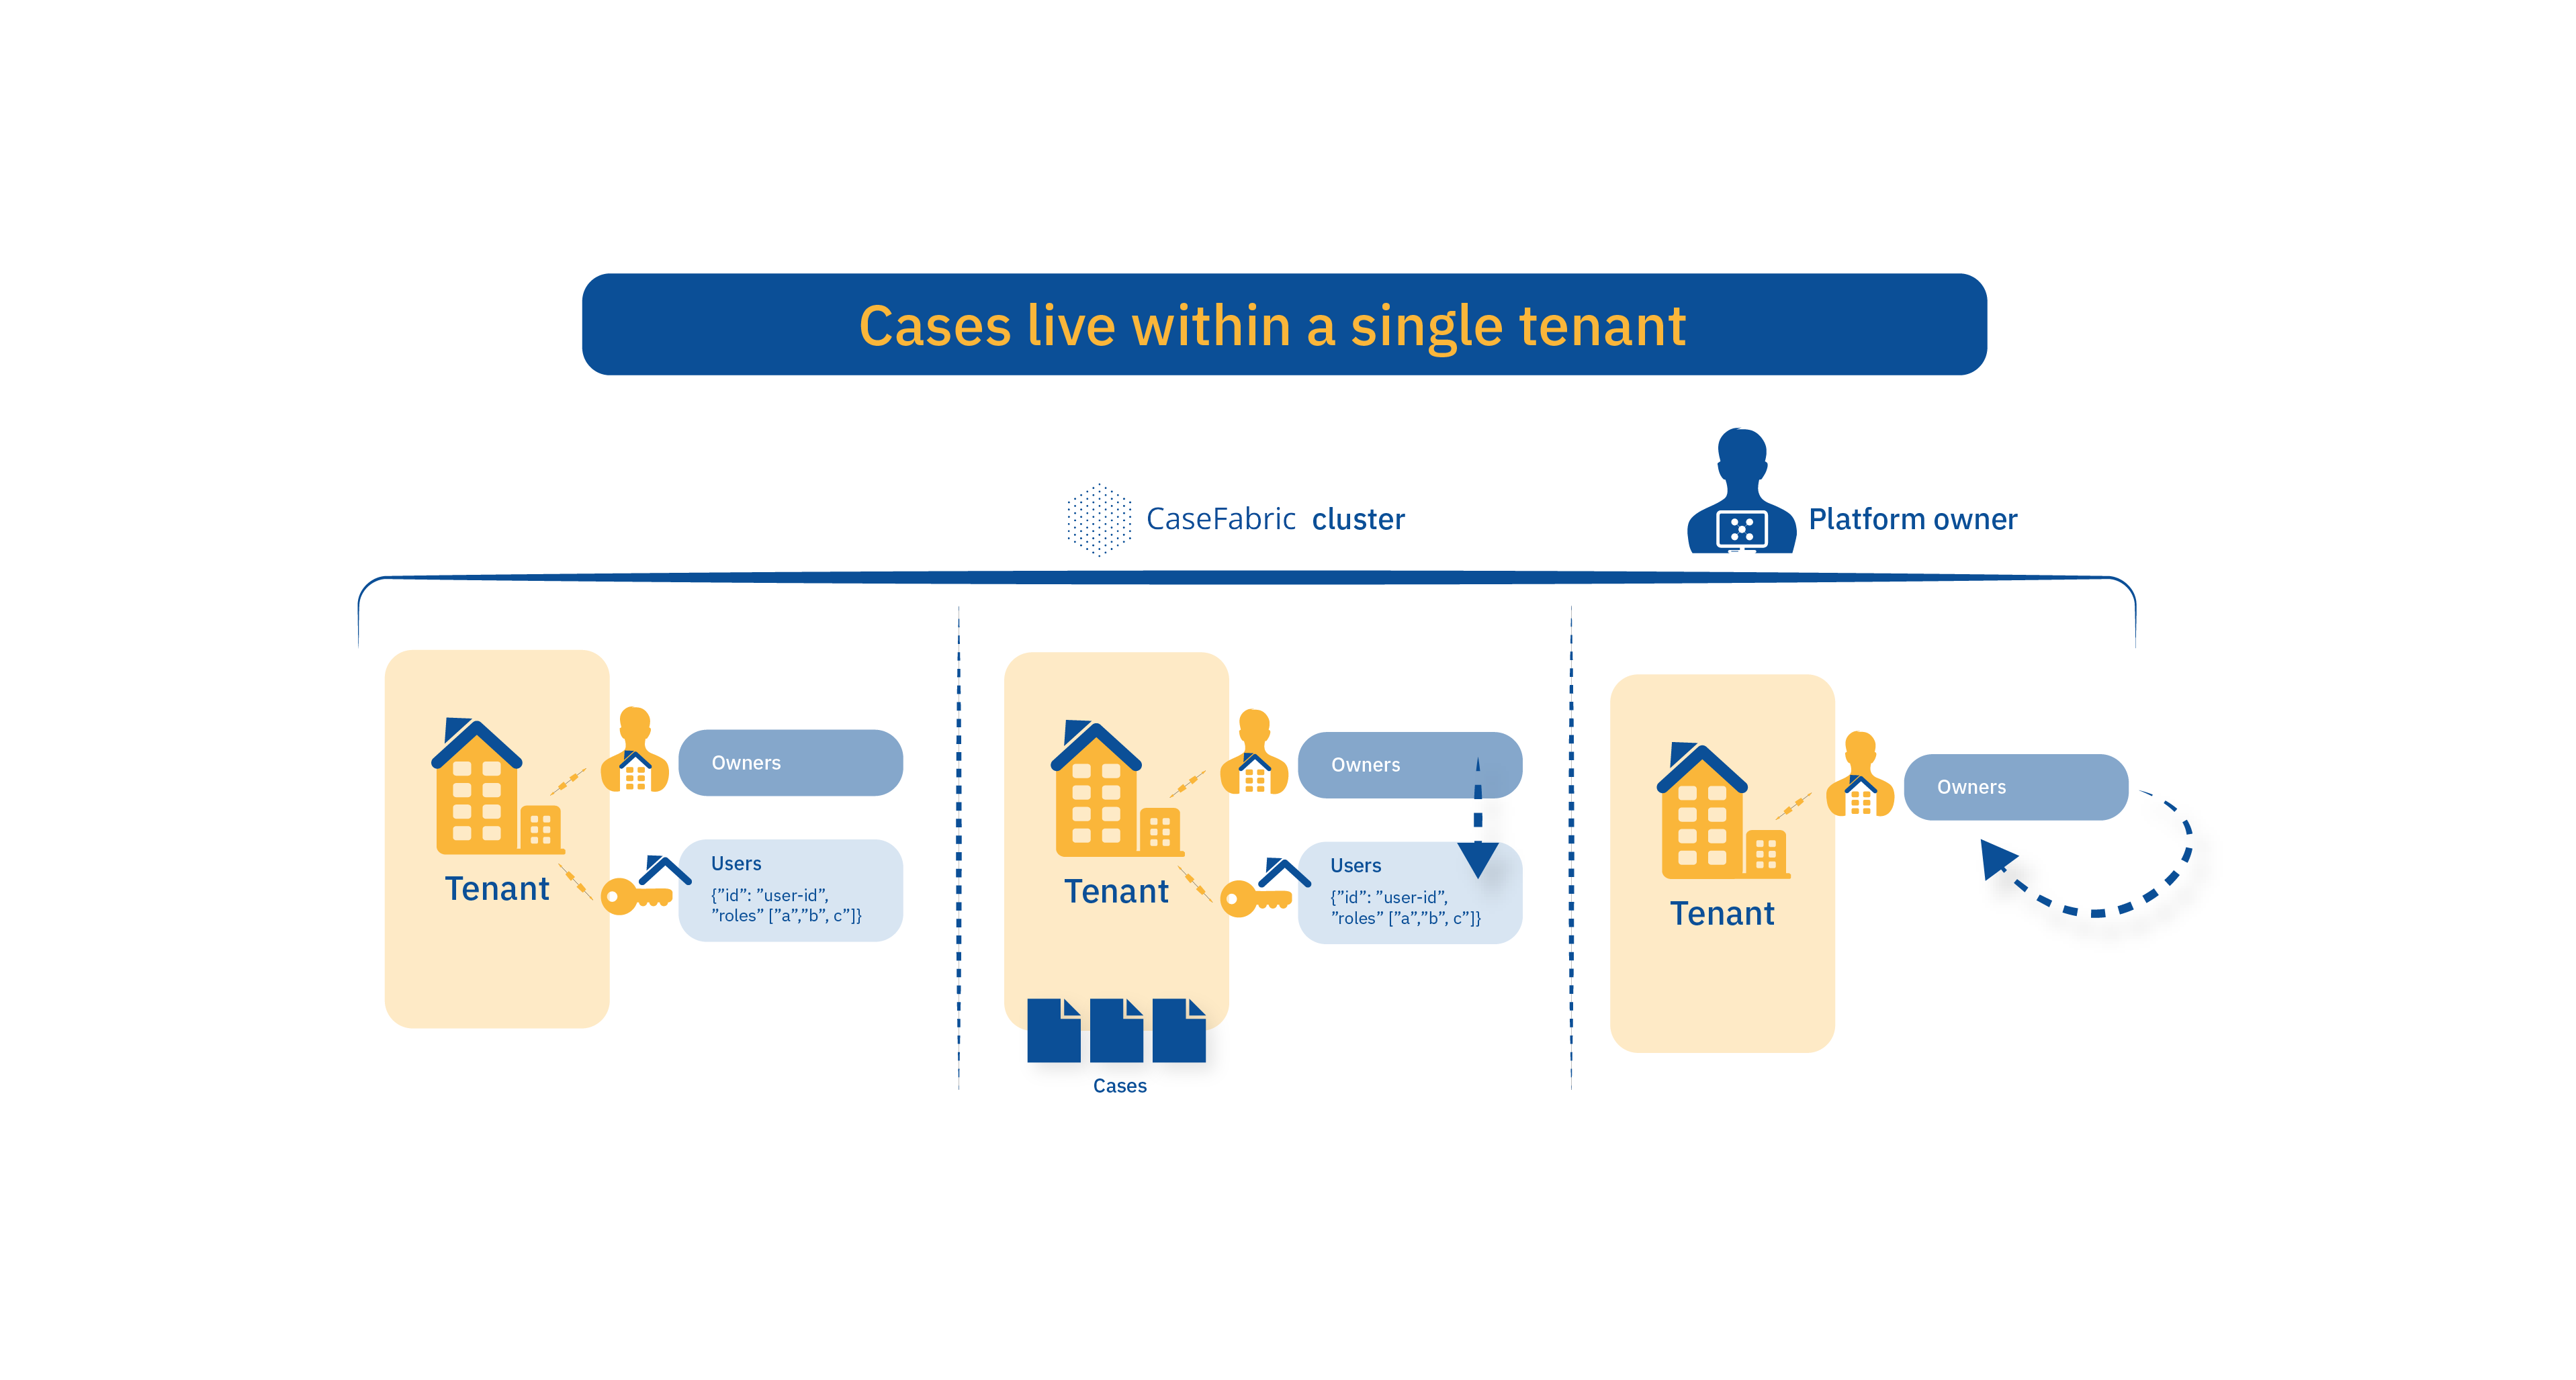 Cases live within a single tenant
CaseFabric cluster
Platform owner
Tenant
Owners
Users
{”id”: ”user-id”,
”roles” [”a”,”b”, c”]}
Tenant
Owners
Users
{”id”: ”user-id”,
”roles” [”a”,”b”, c”]}
Cases
Tenant
Owners